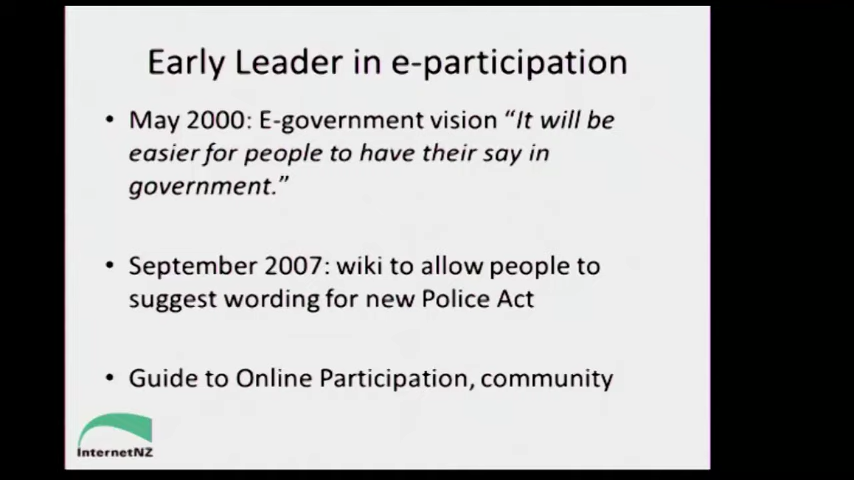 Early Leader in e-participation
• May 2000: E-government vision “It will be
easier for people to have their say in
government.”
• September 2007: wiki to allow people to
suggest wording for new Police Act
• Guide to Online Participation, community
InternetNZ